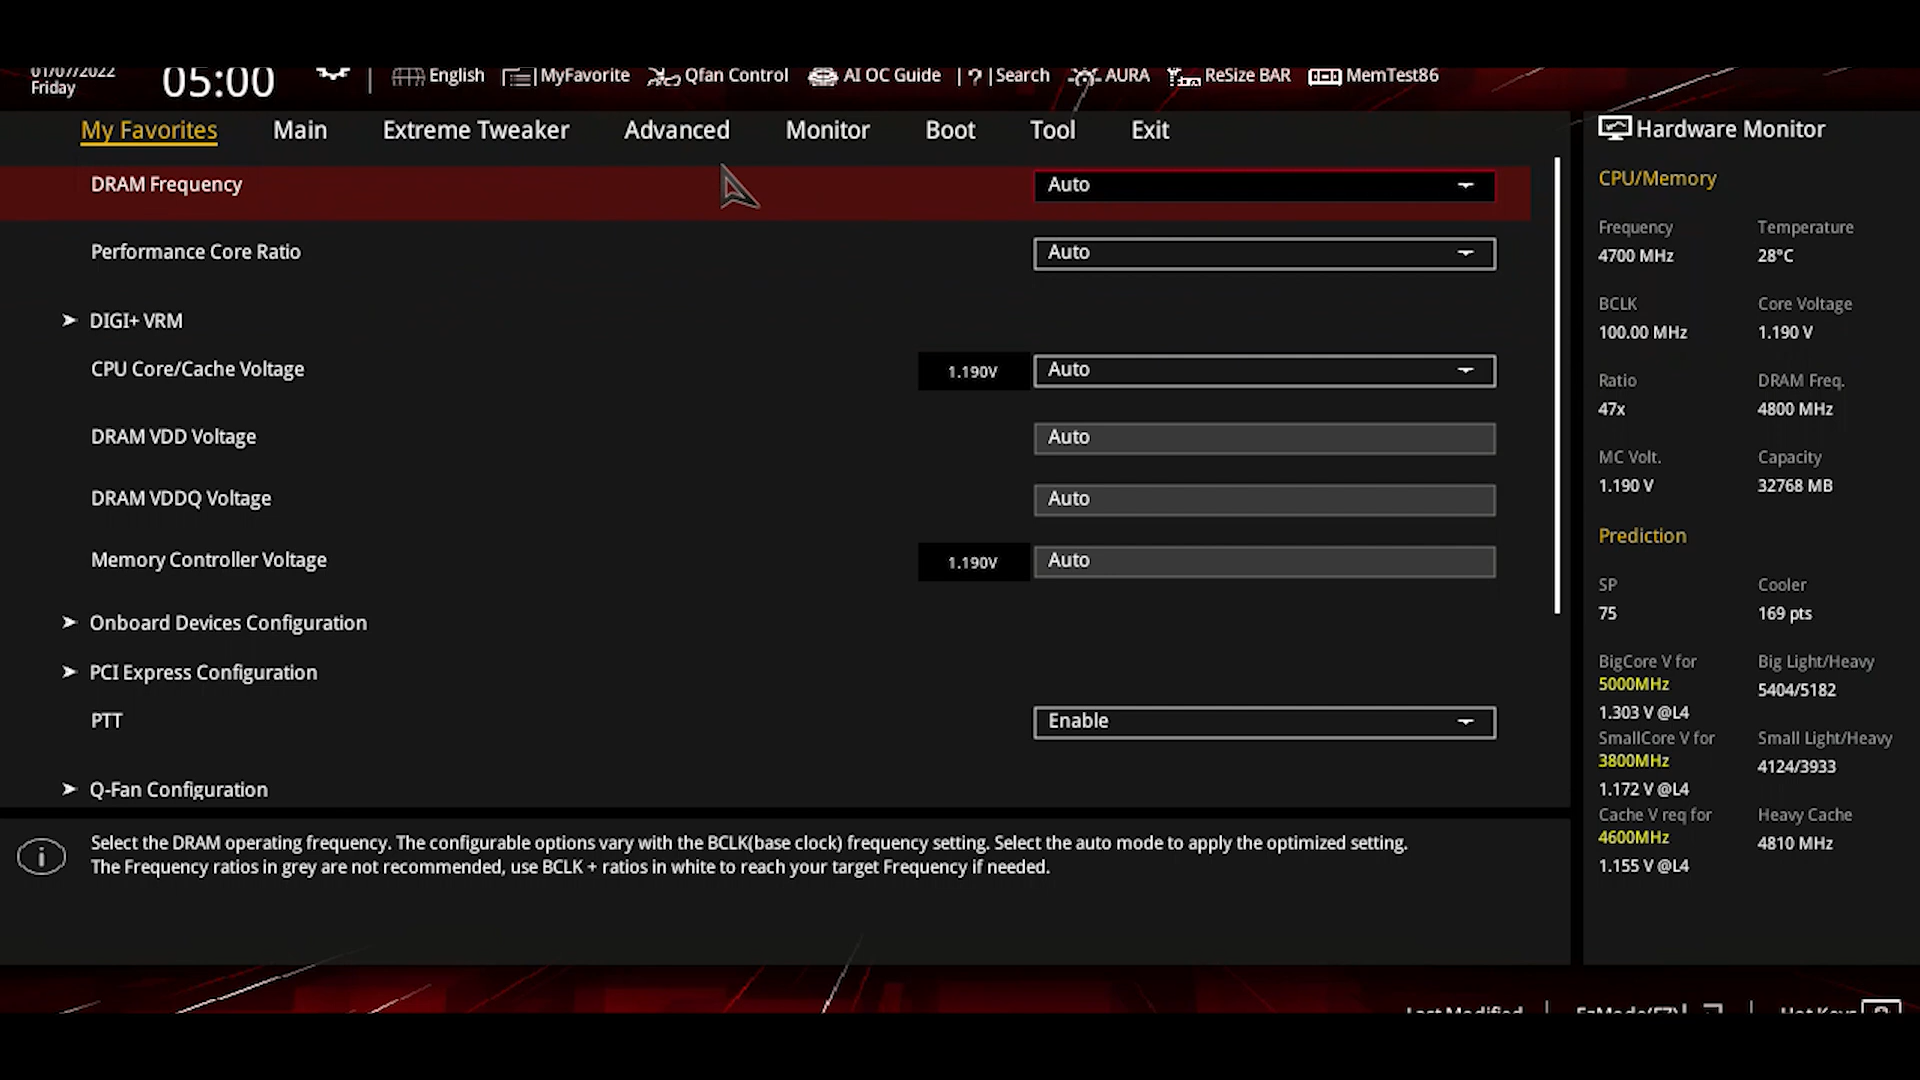 01/07/2022
Friday
05:00
English
MyFavorite
Qfan Control
AI OC Guide
Search
AURA
ReSize BAR
MemTest86
My Favorites
Main
Extreme Tweaker
Advanced
Monitor
Boot
Tool
Exit
DRAM Frequency
Auto
Performance Core Ratio
Auto
DIGI+ VRM
CPU Core/Cache Voltage
1.190V
Auto
DRAM VDD Voltage
Auto
DRAM VDDQ Voltage
Auto
Memory Controller Voltage
1.190V
Auto
Onboard Devices Configuration
PCI Express Configuration
PTT
Enable
Q-Fan Configuration
Select the DRAM operating frequency. The configurable options vary with the BCLK(base clock) frequency setting. Select the auto mode to apply the optimized setting.
The Frequency ratios in grey are not recommended, use BCLK + ratios in white to reach your target Frequency if needed.
Hardware Monitor
CPU/Memory
Frequency
Temperature
4700 MHz
28°C
BCLK
Core Voltage
100.00 MHz
1.190 V
Ratio
DRAM Freq.
47x
4800 MHz
MC Volt.
Capacity
1.190 V
32768 MB
Prediction
SP
Cooler
75
169 pts
BigCore V for
Big Light/Heavy
5000MHz
5404/5182
1.303 V @L4
SmallCore V for
Small Light/Heavy
3800MHz
4124/3933
1.172 V @L4
Cache V req for
Heavy Cache
4600MHz
4810 MHz
1.155 V @L4
Last Modified
EzMode(F7)
Hot Keys